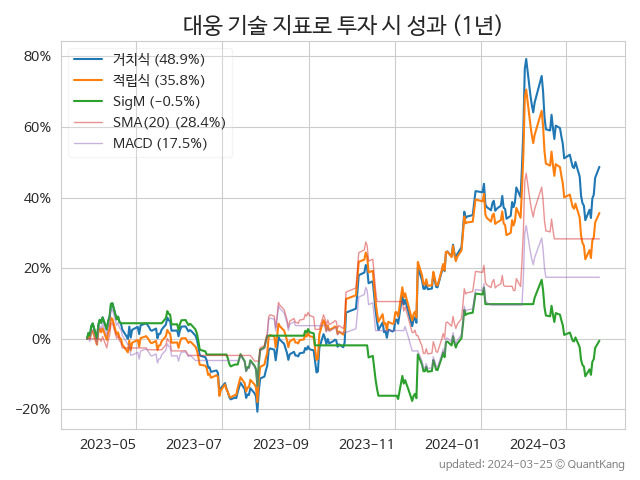 대웅 기술 지표로 투자 시 성과 (1년)
거치식 (48.9%)
적립식 (35.8%)
SigM (−0.5%)
SMA(20) (28.4%)
MACD (17.5%)
80%
60%
40%
20%
0%
−20%
2023-05 2023-07 2023-09 2023-11 2024-01 2024-03
updated: 2024-03-25 ⓒ QuantKang